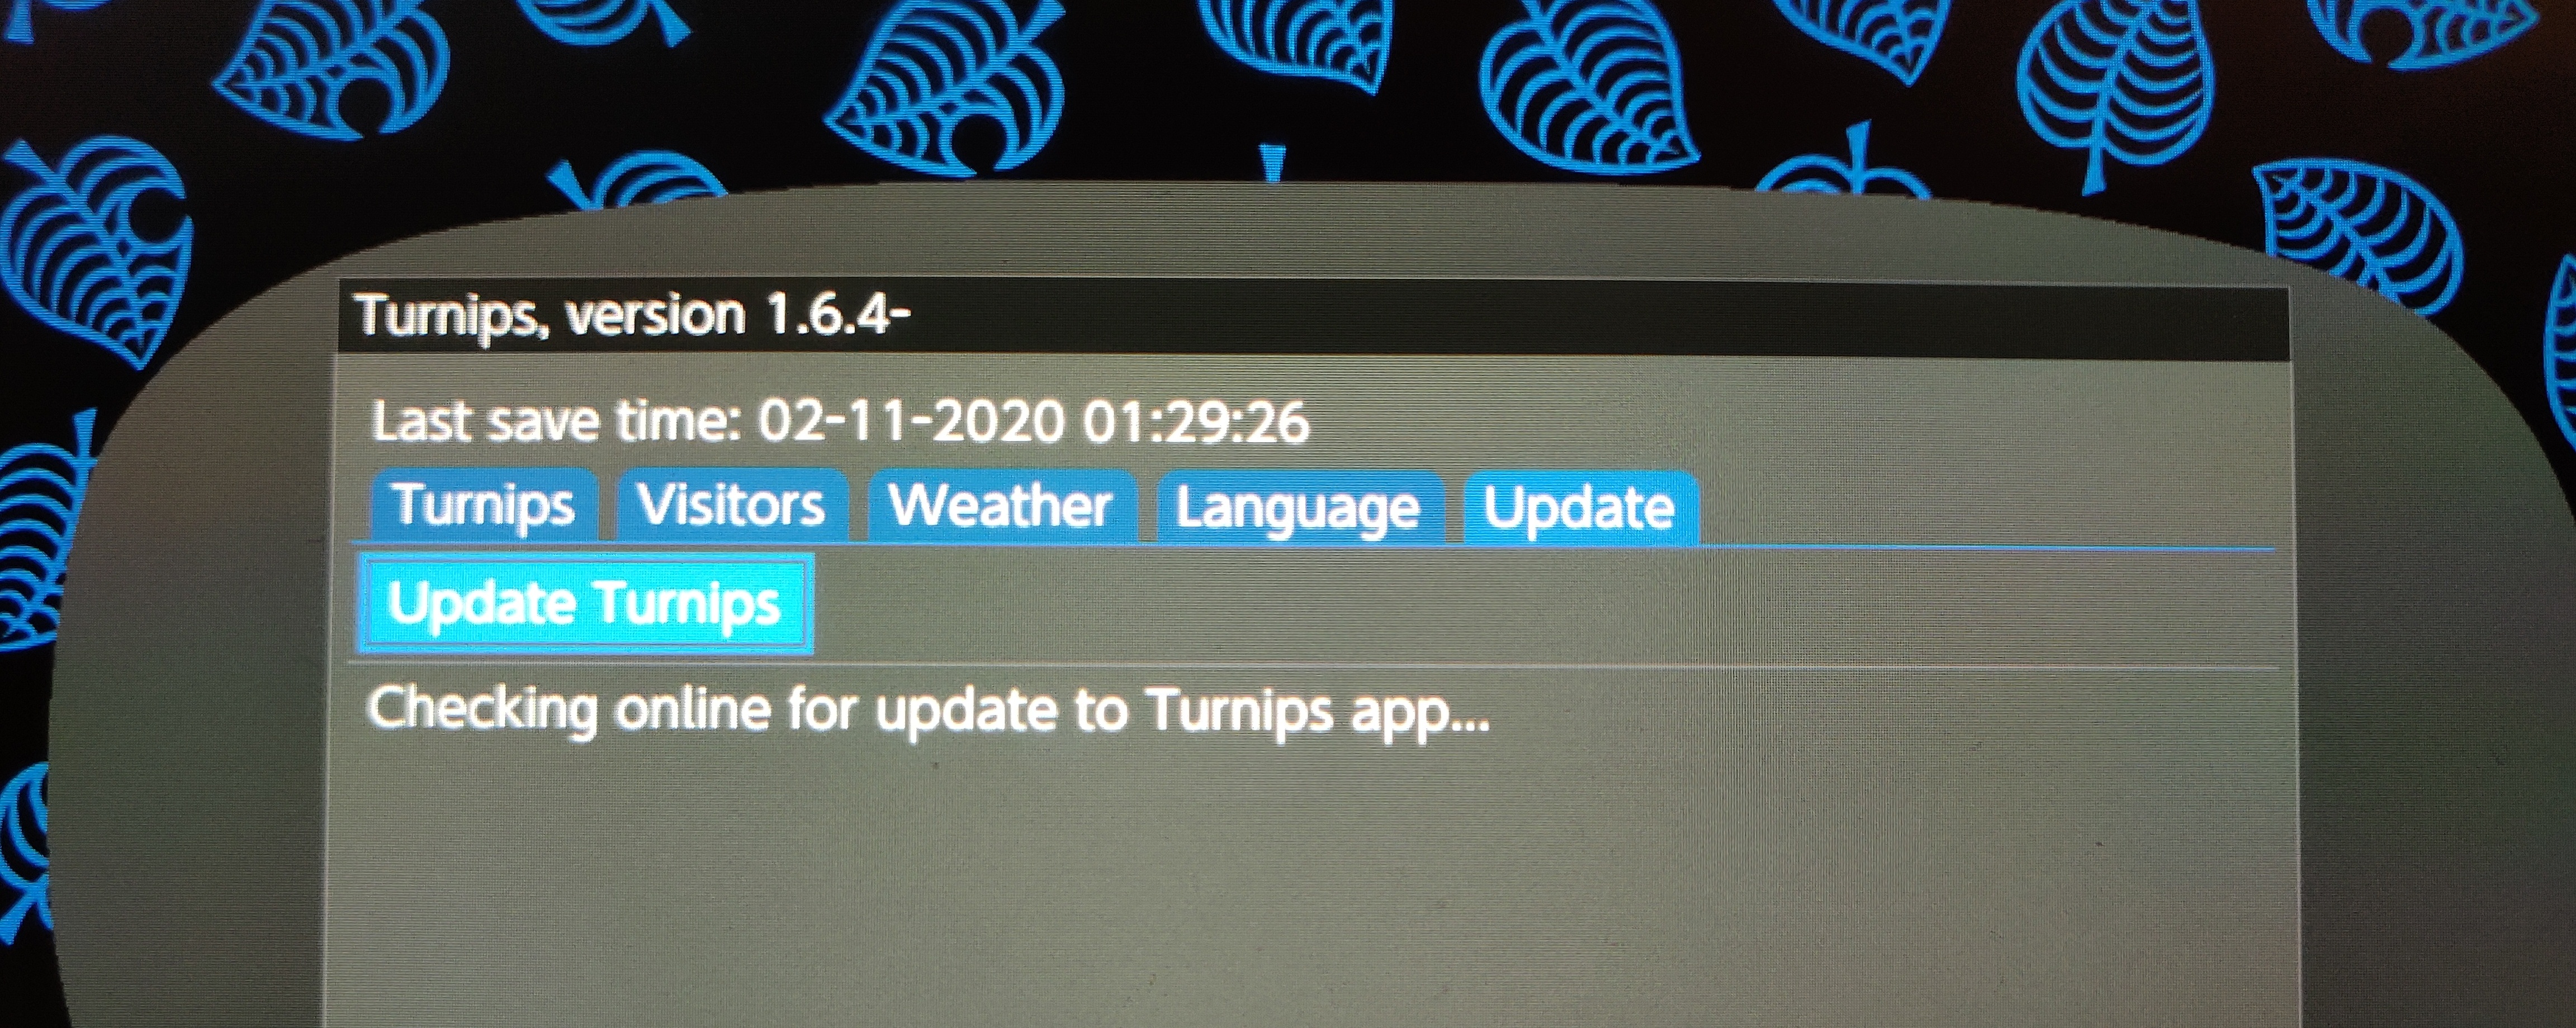 Turnips, version 1.6.4-
Last save time: 02-11-2020 01:29:26
Turnips Visitors Weather Language Update
Update Turnips
Checking online for update to Turnips app...